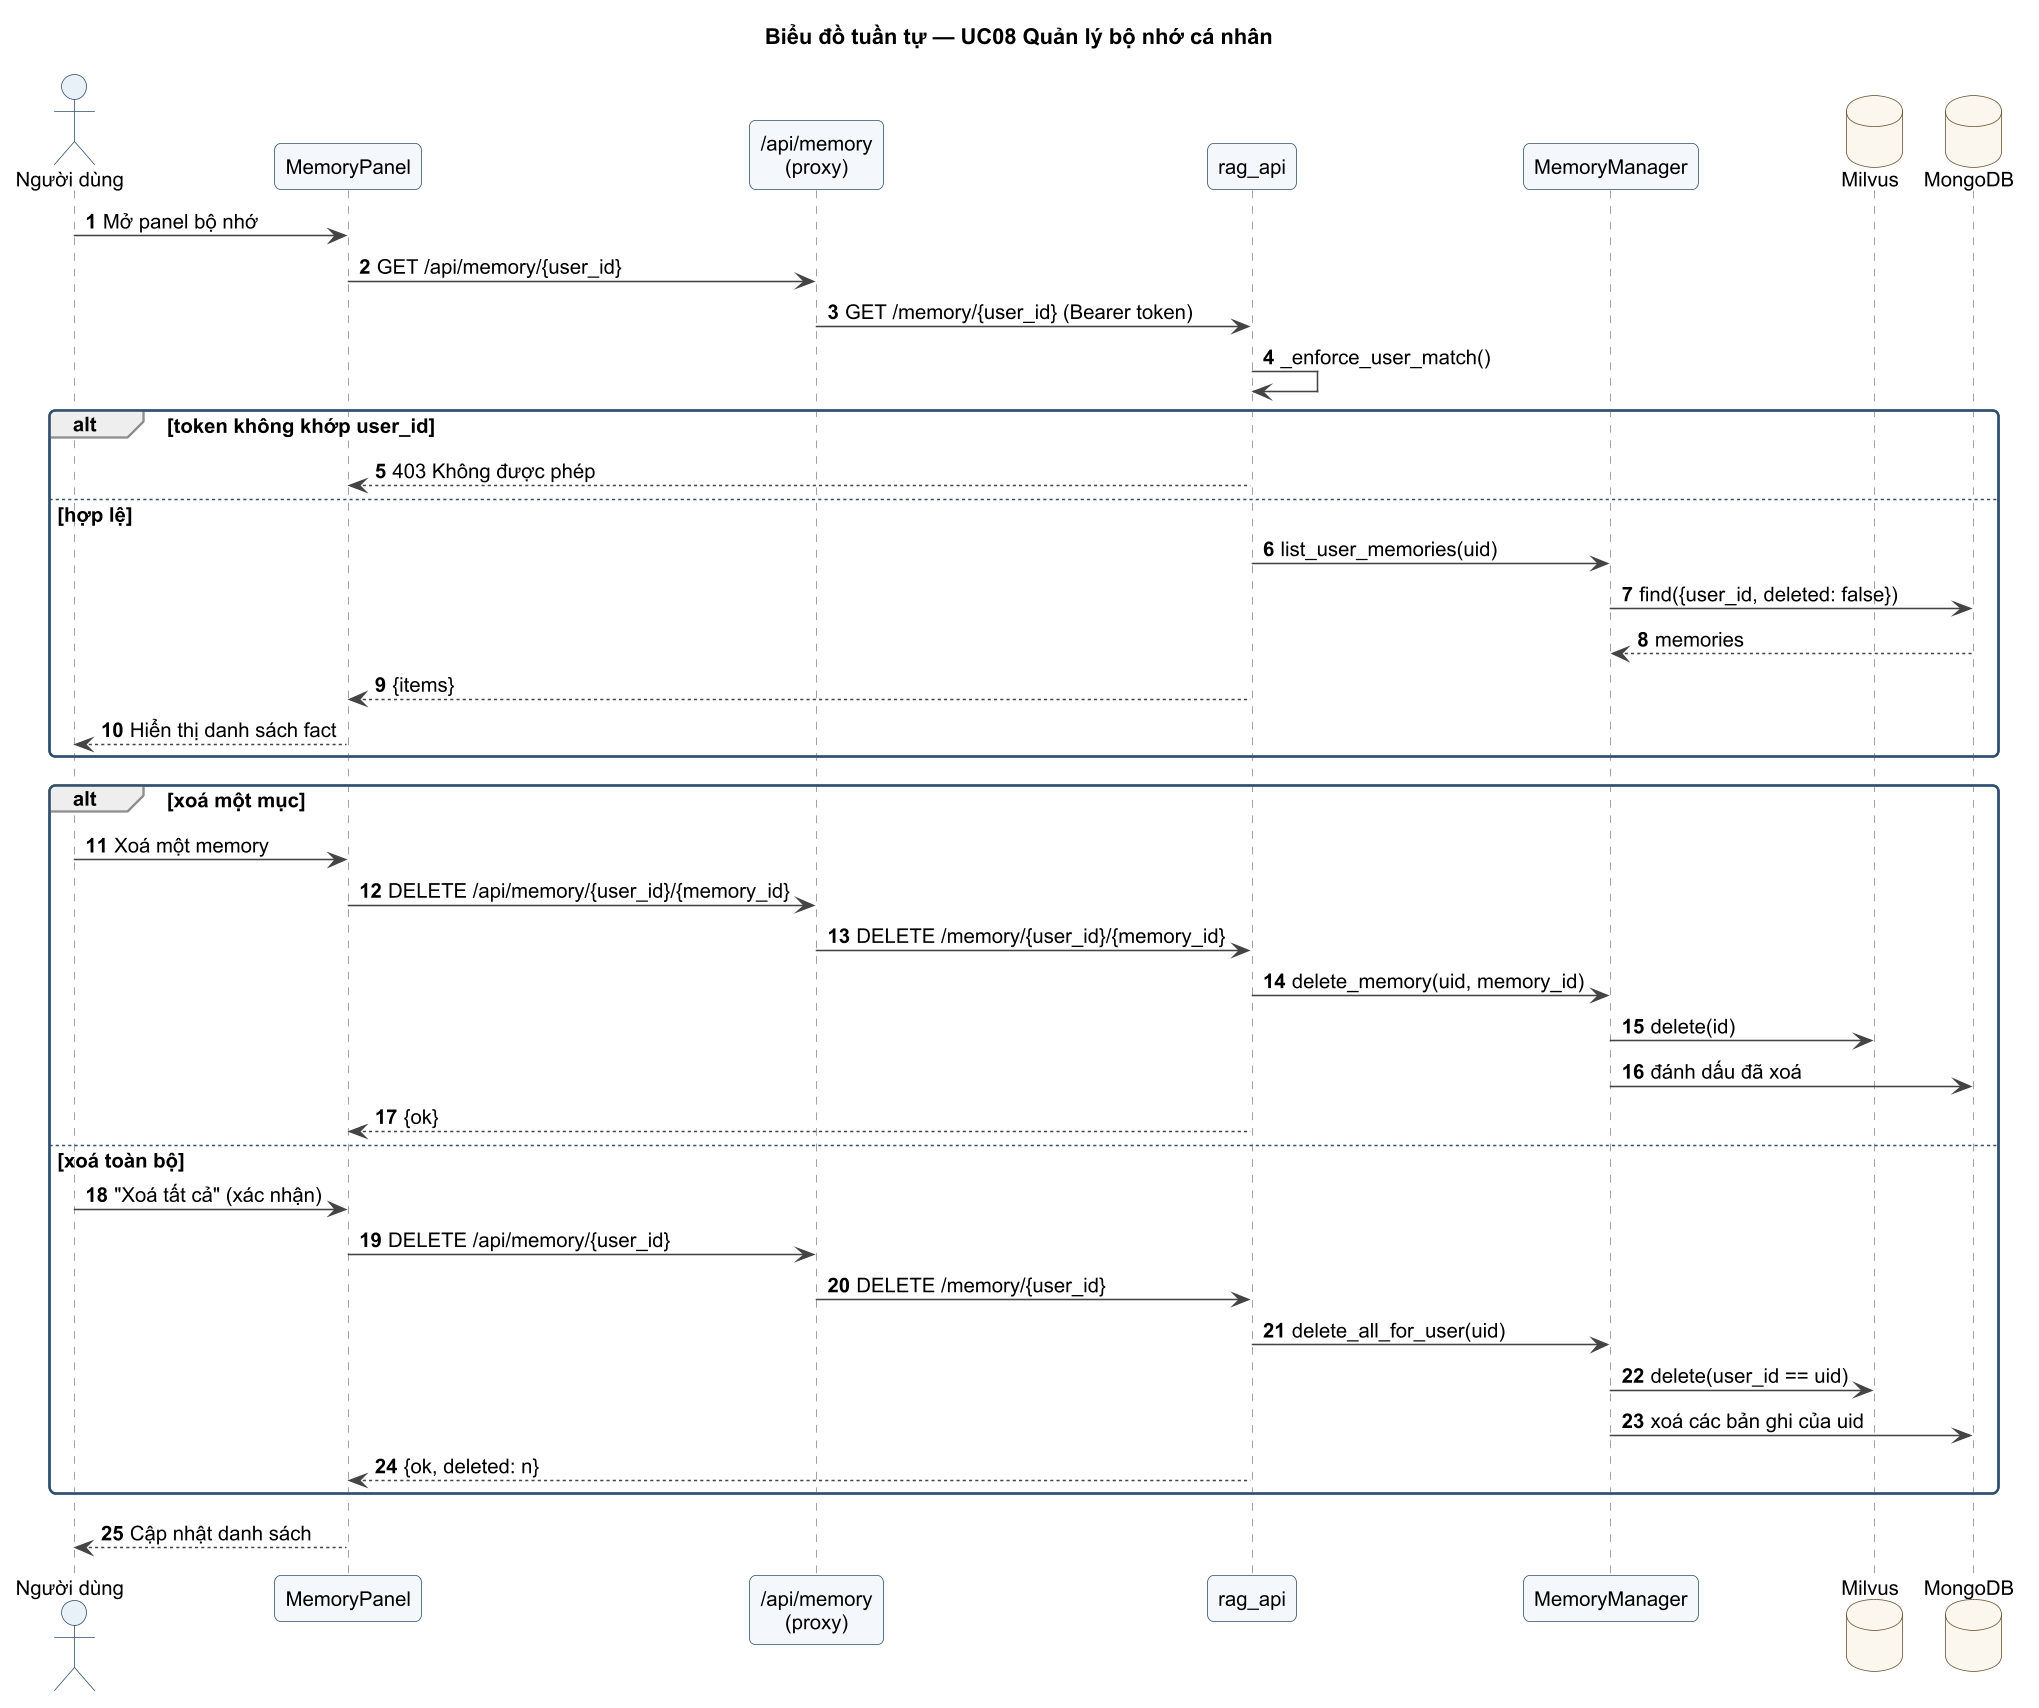 Biểu đồ tuần tự — UC08 Quản lý bộ nhớ cá nhân
Người dùng
MemoryPanel
/api/memory
(proxy)
rag_api
MemoryManager
Milvus
MongoDB
1 Mở panel bộ nhớ
2 GET /api/memory/{user_id}
3 GET /memory/{user_id} (Bearer token)
4 _enforce_user_match()
alt [token không khớp user_id]
5 403 Không được phép
[hợp lệ]
6 list_user_memories(uid)
7 find({user_id, deleted: false})
8 memories
9 {items}
10 Hiển thị danh sách fact
alt [xoá một mục]
11 Xoá một memory
12 DELETE /api/memory/{user_id}/{memory_id}
13 DELETE /memory/{user_id}/{memory_id}
14 delete_memory(uid, memory_id)
15 delete(id)
16 đánh dấu đã xoá
17 {ok}
[xoá toàn bộ]
18 "Xoá tất cả" (xác nhận)
19 DELETE /api/memory/{user_id}
20 DELETE /memory/{user_id}
21 delete_all_for_user(uid)
22 delete(user_id == uid)
23 xoá các bản ghi của uid
24 {ok, deleted: n}
25 Cập nhật danh sách
Người dùng
MemoryPanel
/api/memory
(proxy)
rag_api
MemoryManager
Milvus
MongoDB